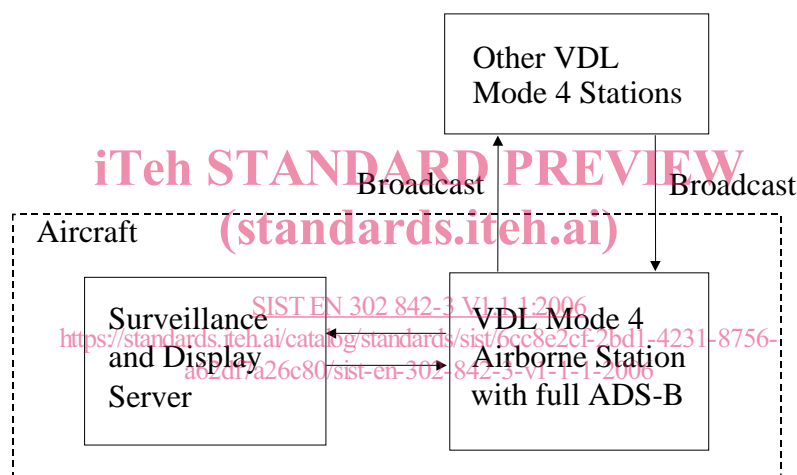 Other VDL
Mode 4 Stations
iTeh STANDARD PREVIEW
Broadcast
Broadcast
(standards.iteh.ai)
Aircraft
SIST EN 302 842-3 V1.1.1:2006
https://standards.iteh.ai/catalog/standards/sist/6cc8e2cf-2bd1-4231-8756-
a62df7a26c80/sist-en-302-842-3-v1-1-1-2006
Surveillance
and Display
Server
VDL Mode 4
Airborne Station
with full ADS-B